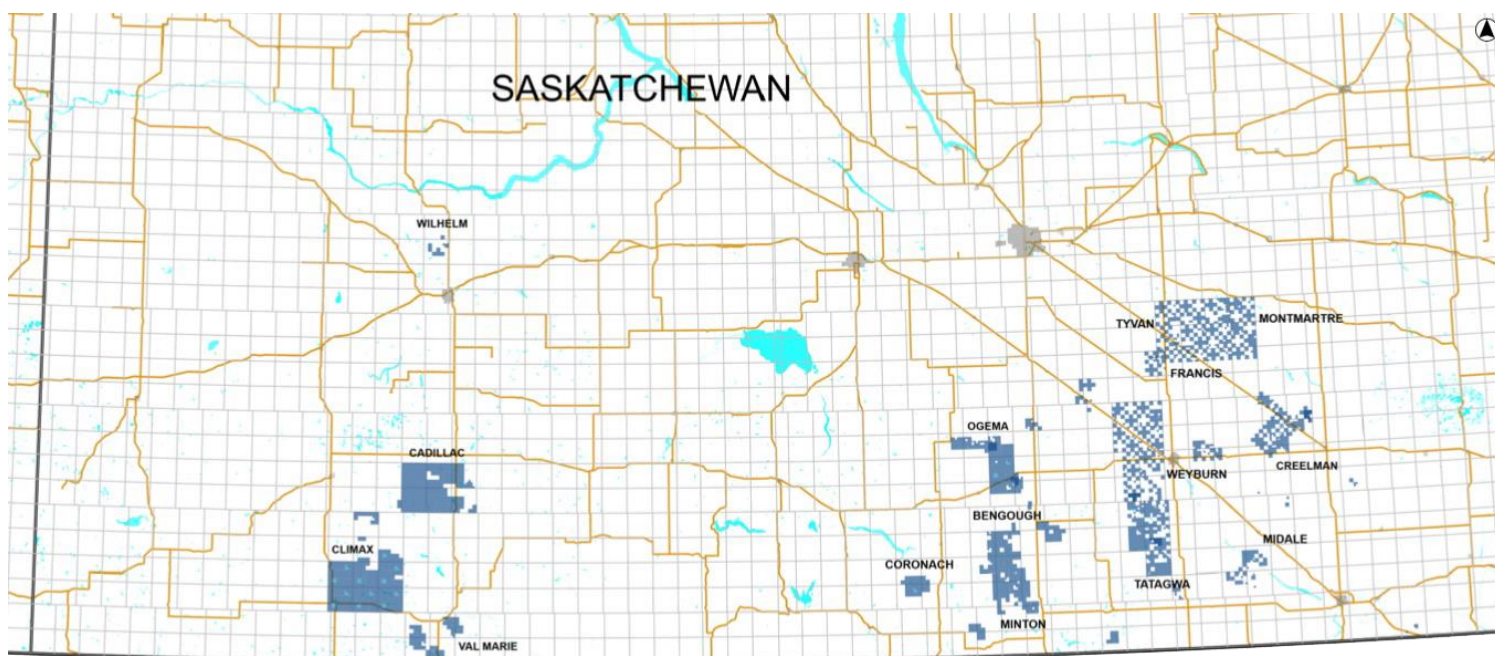 SASKATCHEWAN
WILHELM
TYVAN
MONTMARTRE
FRANCIS
OGEMA
CADILLAC
WEYBURN
CREELMAN
BENGOUGH
CLIMAX
MIDALE
CORONACH
TATAGWA
MINTON
VAL MARIE